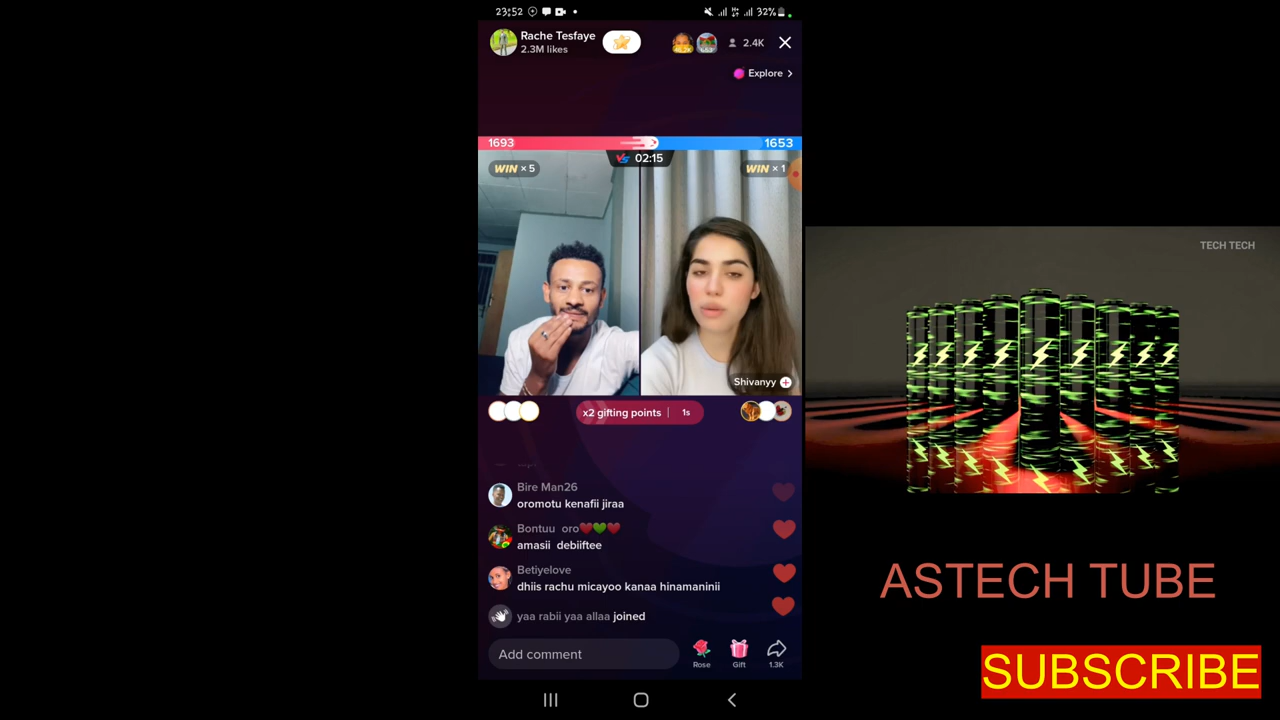 23:52
32%
Rache Tesfaye
2.3M likes
2.4K
Explore
1693
1653
VS 02:15
WIN × 5
WIN × 1
Shivanyy
x2 gifting points
1s
Bire Man26
oromotu kenafii jiraa
Bontuu oro❤️💚❤️
amasii debiiftee
Betiyelove
dhiis rachu micayoo kanaa hinamaninii
yaa rabii yaa allaa joined
Add comment
Rose
Gift
1.3K
TECH TECH
ASTECH TUBE
SUBSCRIBE